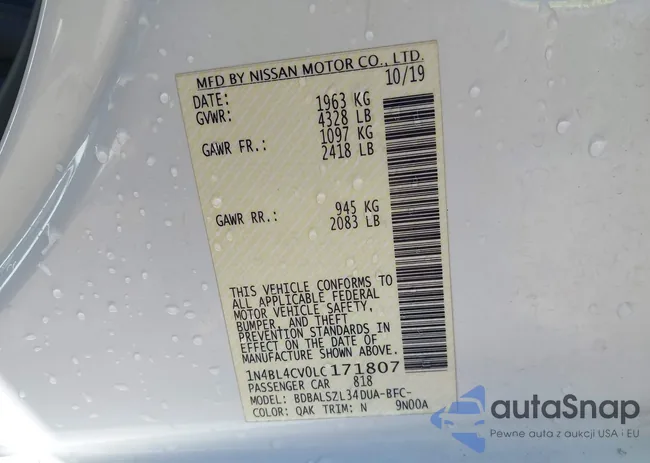 MFD BY NISSAN MOTOR CO., LTD.
10/19
DATE: 1963 KG
GVWR: 4328 LB
1097 KG
GAWR FR.: 2418 LB
945 KG
GAWR RR.: 2083 LB
THIS VEHICLE CONFORMS TO
ALL APPLICABLE FEDERAL
MOTOR VEHICLE SAFETY,
BUMPER, AND THEFT
PREVENTION STANDARDS IN
EFFECT ON THE DATE OF
MANUFACTURE SHOWN ABOVE.
1N4BL4CV0LC171807
PASSENGER CAR 818
MODEL: BDBALSZL34DUA-BFC-
COLOR: QAK TRIM: N 9N00A
autoSnap
Pewne auta z aukcji USA i EU